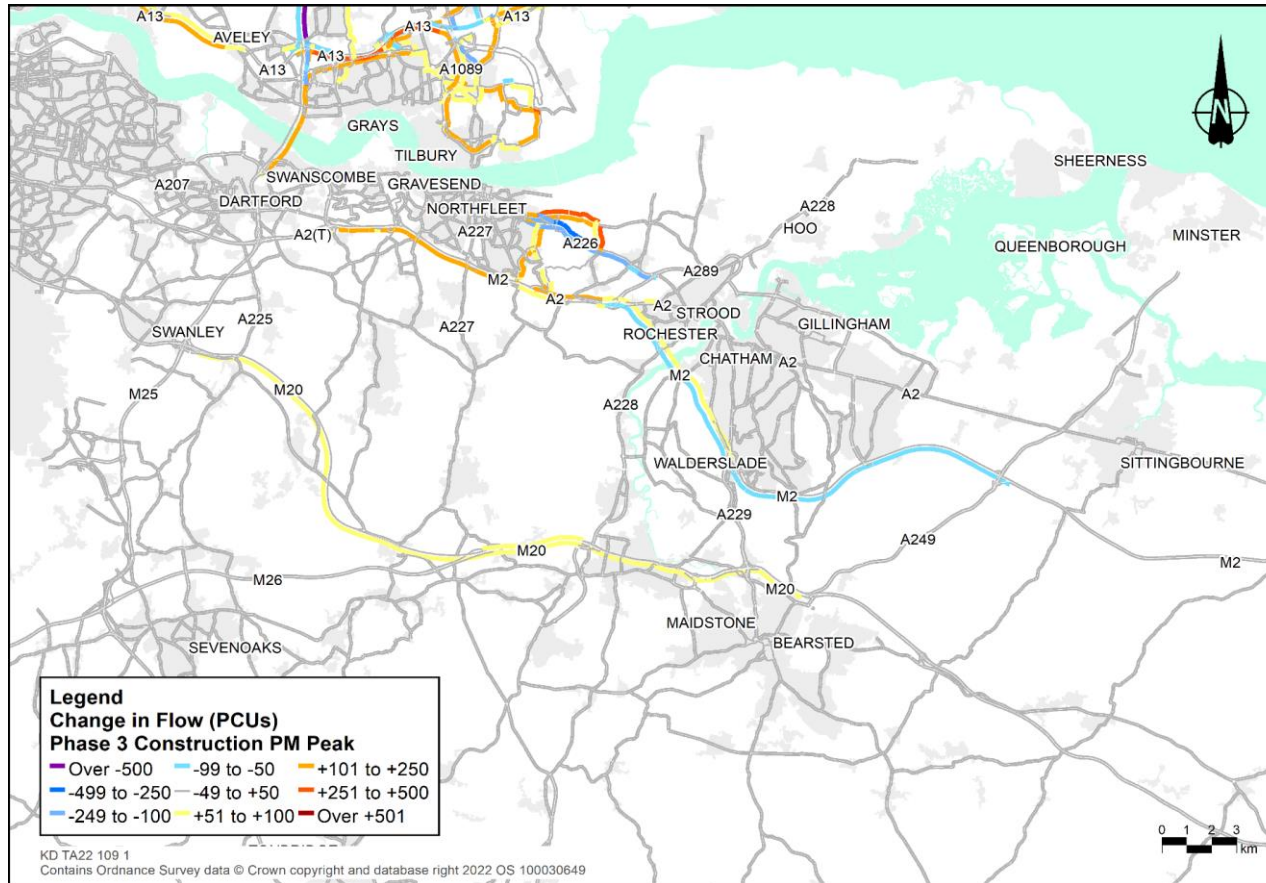 A13
A13
A13
AVELEY
A13
A13
A1089
GRAYS
TILBURY
SHEERNESS
SWANSCOMBE
A207
GRAVESEND
DARTFORD
NORTHFLEET
A228
HOO
A227
A226
QUEENBOROUGH
MINSTER
A2(T)
A289
M2
A2
A2
STROOD
SWANLEY
A225
A227
ROCHESTER
GILLINGHAM
CHATHAM
A2
M25
M20
M2
A2
A228
WALDERSLADE
SITTINGBOURNE
M2
A229
A249
M20
M2
M26
M20
MAIDSTONE
SEVENOAKS
BEARSTED
N
Legend
Change in Flow (PCUs)
Phase 3 Construction PM Peak
Over -500 -99 to -50 +101 to +250
-499 to -250 -49 to +50 +251 to +500
-249 to -100 +51 to +100 Over +501
0 1 2 3
km
KD TA22 109 1
Contains Ordnance Survey data © Crown copyright and database right 2022 OS 100030649